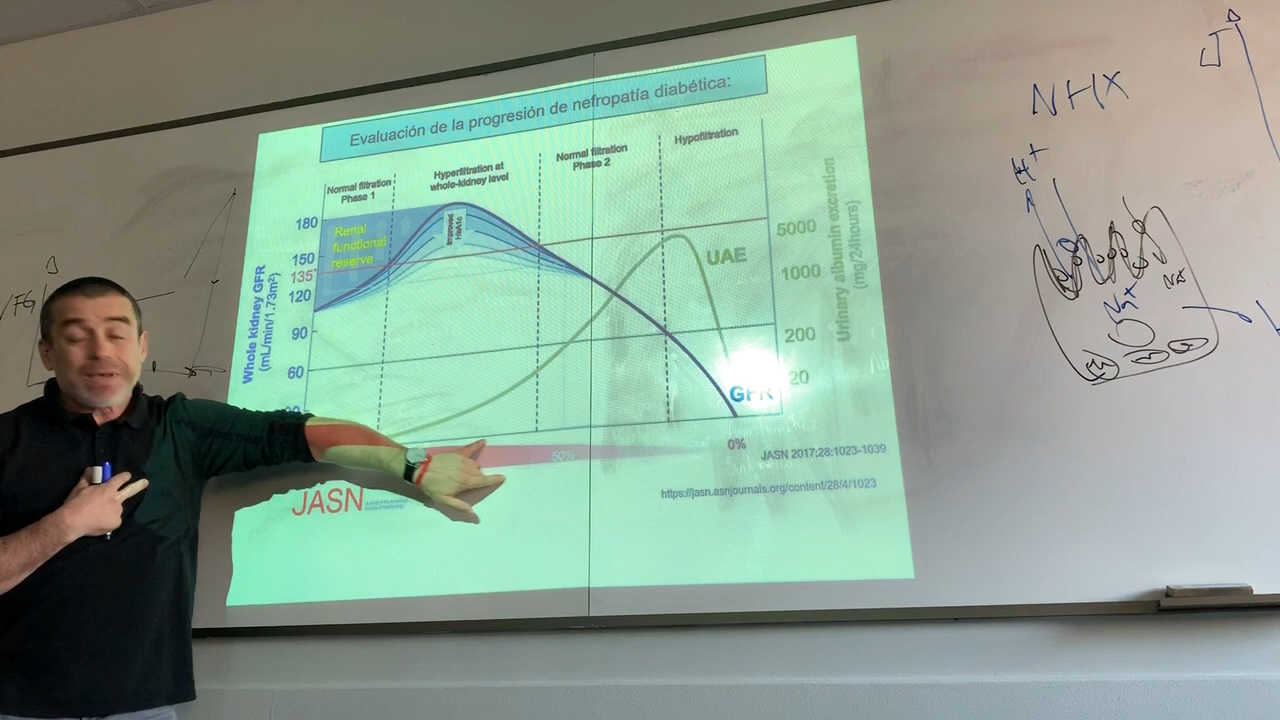 Evaluación de la progresión de nefropatía diabética:
Normal filtration
Phase 1
Hyperfiltration at
whole-kidney level
Normal filtration
Phase 2
Hypofiltration
Renal
functional
reserve
Improved
HbA1c
Whole kidney GFR
(mL/min/1.73m²)
180
150
135
120
90
60
UAE
GFR
5000
1000
200
20
Urinary albumin excretion
(mg/24hours)
50%
0%
JASN 2017;28:1023-1039
https://jasn.asnjournals.org/content/28/4/1023
JASN
NHX
H+